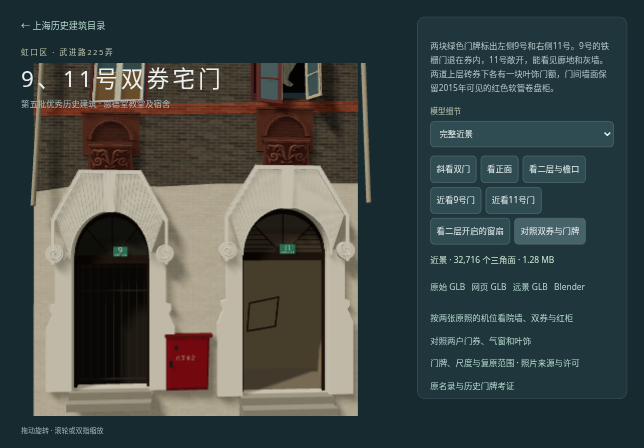 ← 上海历史建筑目录
虹口区 · 武进路225弄
9、11号双券宅门
第五批优秀历史建筑
教堂及宿舍
9
11
拖动旋转 · 滚轮或双指缩放
两块绿色门牌标出左侧9号和右侧11号。9号的铁
栅门退在券内，11号敞开，能看见廊地和灰墙。
两道上层砖券下各有一块叶饰门额，门间墙面保
留2015年可见的红色软管卷盘柜。
模型细节
完整近景
斜看双门
看正面
看二层与檐口
近看9号门
近看11号门
看二层开启的窗扇
对照双券与门牌
近景 · 32,716 个三角面 · 1.28 MB
原始 GLB 网页 GLB 远景 GLB Blender
按两张原照的机位看院墙、双券与红柜
对照两户门券、气窗和叶饰
门牌、尺度与复原范围 · 照片来源与许可
原名录与历史门牌考证